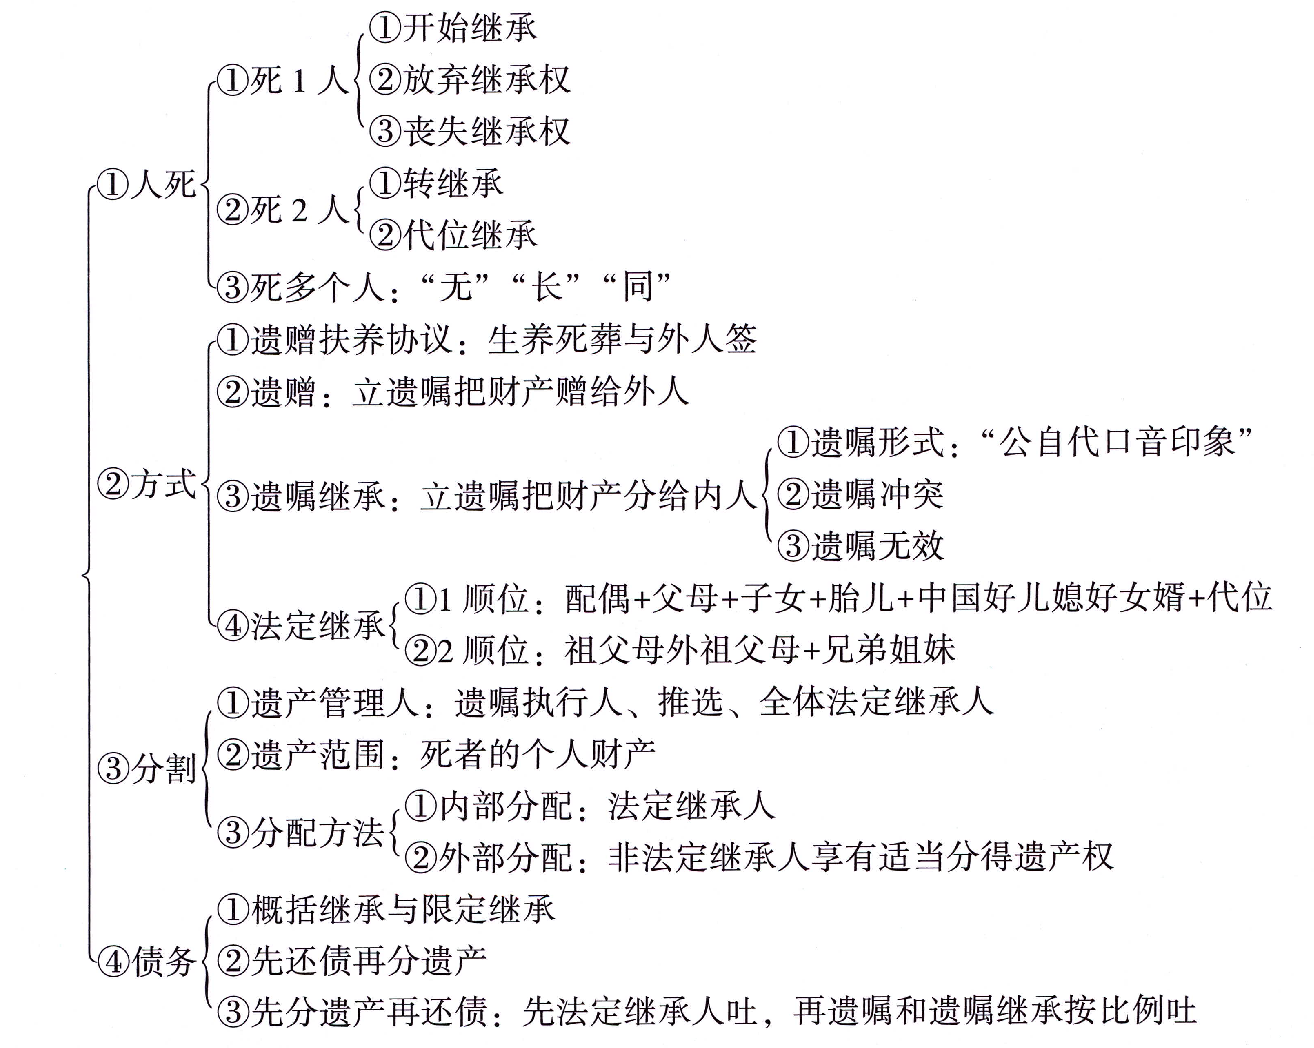 ①人死
①死1人
①开始继承
②放弃继承权
③丧失继承权
②死2人
①转继承
②代位继承
③死多个人：“无”“长”“同”
②方式
①遗赠扶养协议：生养死葬与外人签
②遗赠：立遗嘱把财产赠给外人
③遗嘱继承：立遗嘱把财产分给内人
①遗嘱形式：“公自代口音印象”
②遗嘱冲突
③遗嘱无效
④法定继承
①1顺位：配偶+父母+子女+胎儿+中国好儿媳好女婿+代位
②2顺位：祖父母外祖父母+兄弟姐妹
③分割
①遗产管理人：遗嘱执行人、推选、全体法定继承人
②遗产范围：死者的个人财产
③分配方法
①内部分配：法定继承人
②外部分配：非法定继承人享有适当分得遗产权
④债务
①概括继承与限定继承
②先还债再分遗产
③先分遗产再还债：先法定继承人吐，再遗嘱和遗嘱继承按比例吐